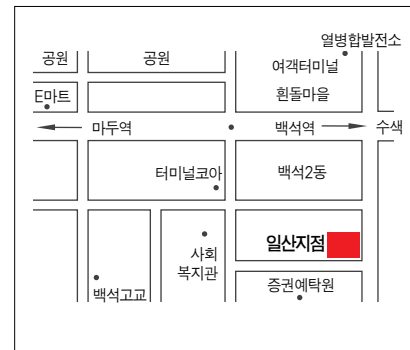 열병합발전소
공원 공원 여객터미널
E마트 흰돌마을
마두역 백석역 수색
터미널코아 백석2동
사회
복지관
일산지점
백석고교 증권예탁원